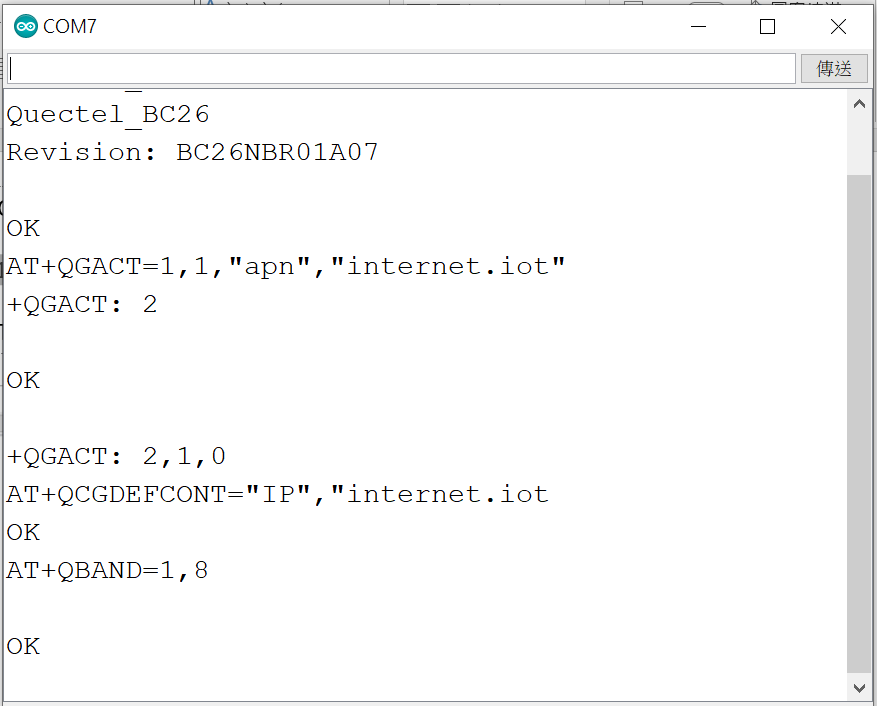 COM7
傳送
Quectel_BC26
Revision: BC26NBR01A07
OK
AT+QGACT=1,1,"apn","internet.iot"
+QGACT: 2
OK
+QGACT: 2,1,0
AT+QCGDEFCONT="IP","internet.iot
OK
AT+QBAND=1,8
OK